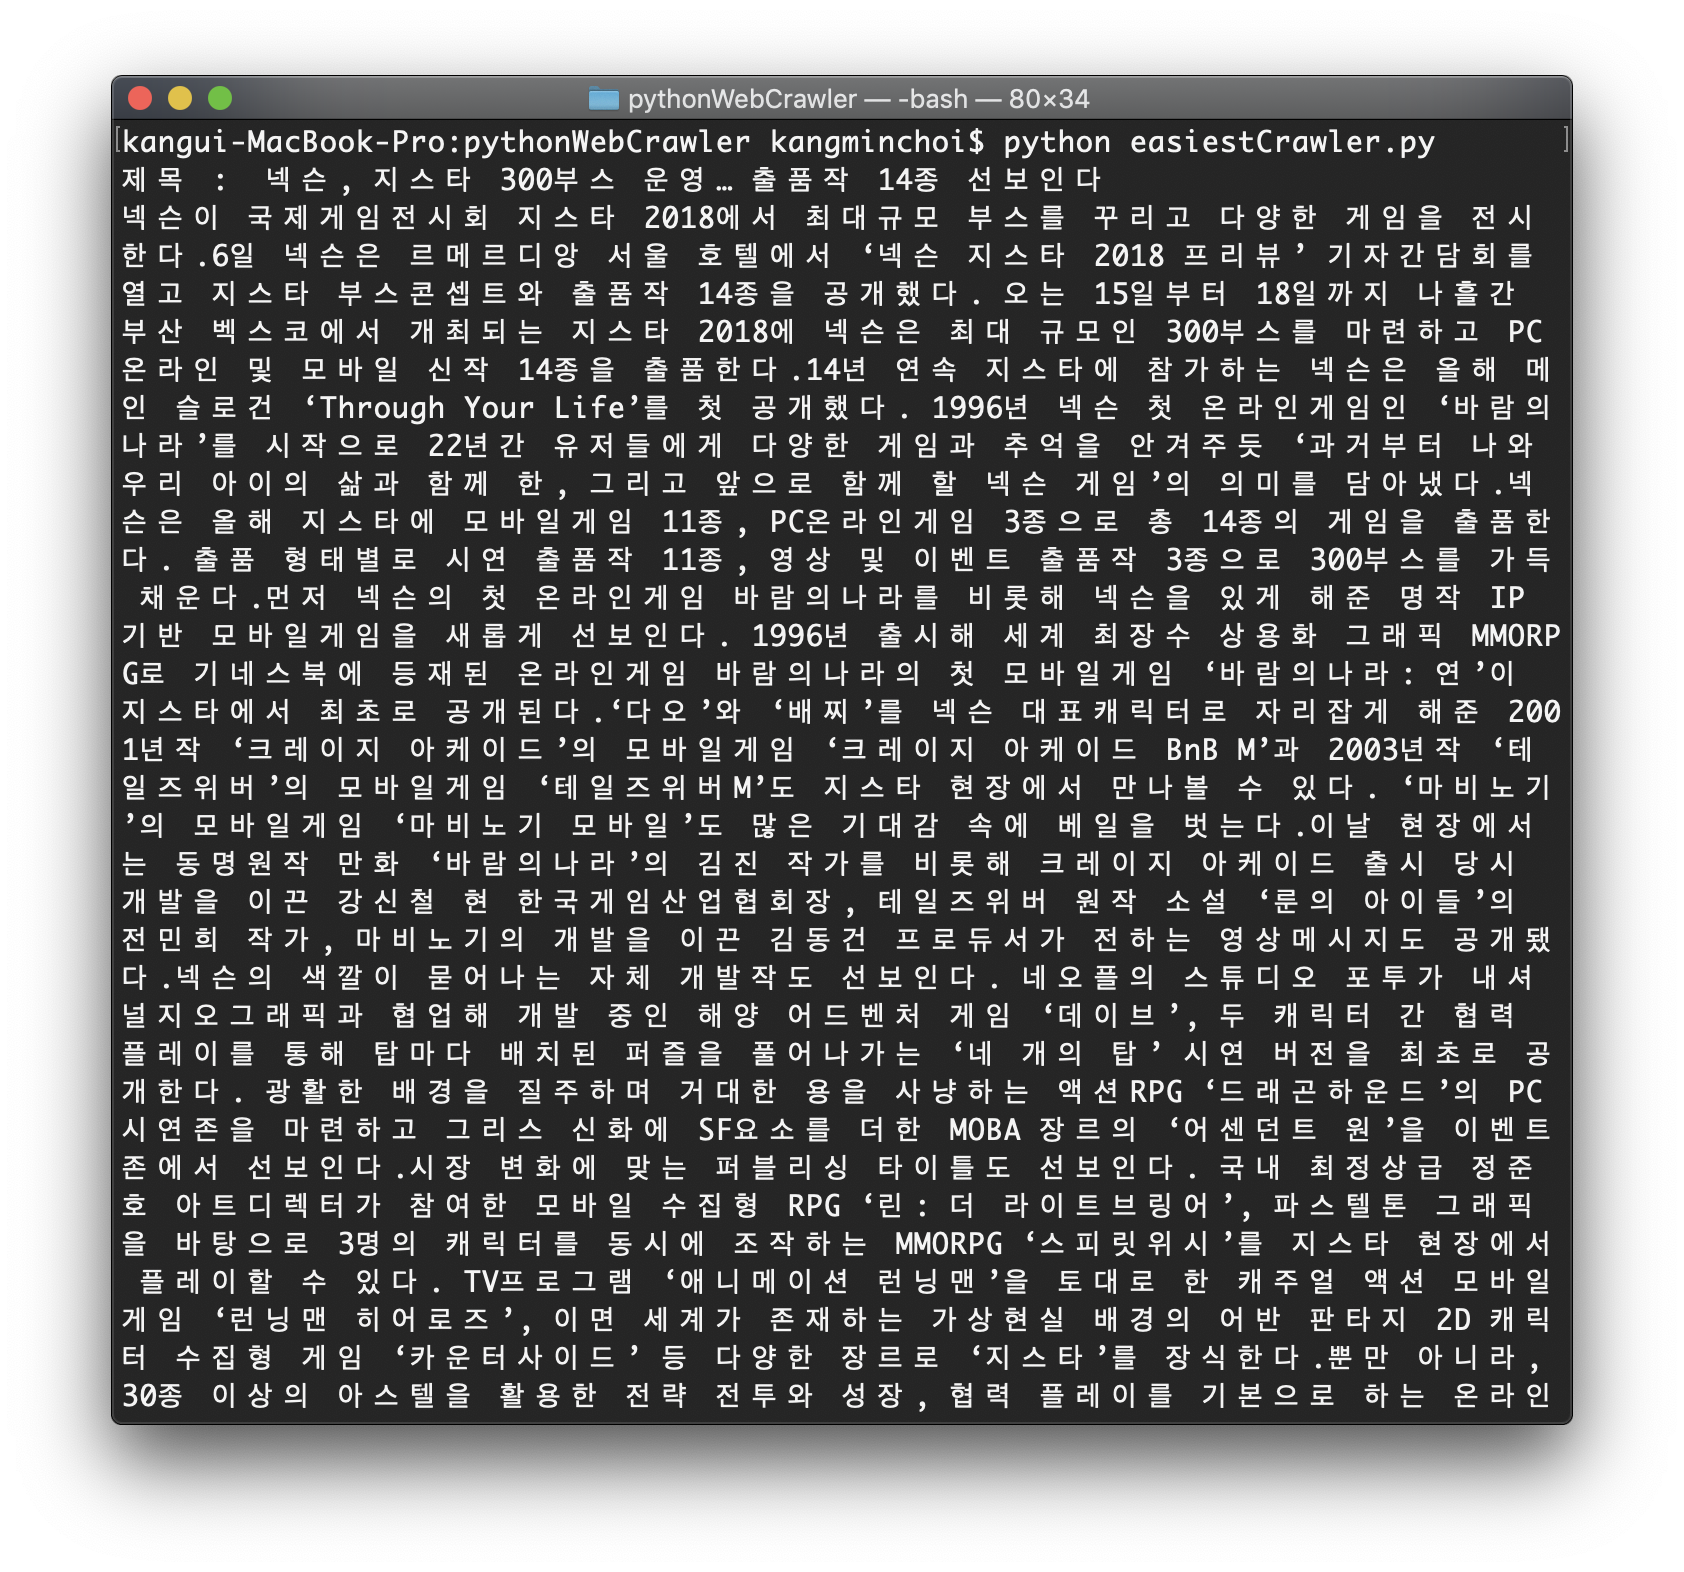 pythonWebCrawler — -bash — 80×34
kangui-MacBook-Pro:pythonWebCrawler kangminchoi$ python easiestCrawler.py
제목 : 넥슨, 지스타 300부스 운영… 출품작 14종 선보인다
넥슨이 국제게임전시회 지스타 2018에서 최대규모 부스를 꾸리고 다양한 게임을 전시
한다.6일 넥슨은 르메르디앙 서울 호텔에서 ‘넥슨 지스타 2018 프리뷰’ 기자간담회를
열고 지스타 부스콘셉트와 출품작 14종을 공개했다. 오는 15일부터 18일까지 나흘간
부산 벡스코에서 개최되는 지스타 2018에 넥슨은 최대 규모인 300부스를 마련하고 PC
온라인 및 모바일 신작 14종을 출품한다.14년 연속 지스타에 참가하는 넥슨은 올해 메
인 슬로건 ‘Through Your Life’를 첫 공개했다. 1996년 넥슨 첫 온라인게임인 ‘바람의
나라’를 시작으로 22년간 유저들에게 다양한 게임과 추억을 안겨주듯 ‘과거부터 나와
우리 아이의 삶과 함께 한, 그리고 앞으로 함께 할 넥슨 게임’의 의미를 담아냈다.넥
슨은 올해 지스타에 모바일게임 11종, PC온라인게임 3종으로 총 14종의 게임을 출품한
다. 출품 형태별로 시연 출품작 11종, 영상 및 이벤트 출품작 3종으로 300부스를 가득
채운다.먼저 넥슨의 첫 온라인게임 바람의나라를 비롯해 넥슨을 있게 해준 명작 IP
기반 모바일게임을 새롭게 선보인다. 1996년 출시해 세계 최장수 상용화 그래픽 MMORP
G로 기네스북에 등재된 온라인게임 바람의나라의 첫 모바일게임 ‘바람의나라: 연’이
지스타에서 최초로 공개된다.‘다오’와 ‘배찌’를 넥슨 대표캐릭터로 자리잡게 해준 200
1년작 ‘크레이지 아케이드’의 모바일게임 ‘크레이지 아케이드 BnB M’과 2003년작 ‘테
일즈위버’의 모바일게임 ‘테일즈위버M’도 지스타 현장에서 만나볼 수 있다. ‘마비노기
’의 모바일게임 ‘마비노기 모바일’도 많은 기대감 속에 베일을 벗는다.이날 현장에서
는 동명원작 만화 ‘바람의나라’의 김진 작가를 비롯해 크레이지 아케이드 출시 당시
개발을 이끈 강신철 현 한국게임산업협회장, 테일즈위버 원작 소설 ‘룬의 아이들’의
전민희 작가, 마비노기의 개발을 이끈 김동건 프로듀서가 전하는 영상메시지도 공개됐
다.넥슨의 색깔이 묻어나는 자체 개발작도 선보인다. 네오플의 스튜디오 포투가 내셔
널지오그래픽과 협업해 개발 중인 해양 어드벤처 게임 ‘데이브’, 두 캐릭터 간 협력
플레이를 통해 탑마다 배치된 퍼즐을 풀어나가는 ‘네 개의 탑’ 시연 버전을 최초로 공
개한다. 광활한 배경을 질주하며 거대한 용을 사냥하는 액션RPG ‘드래곤하운드’의 PC
시연존을 마련하고 그리스 신화에 SF요소를 더한 MOBA 장르의 ‘어센던트 원’을 이벤트
존에서 선보인다.시장 변화에 맞는 퍼블리싱 타이틀도 선보인다. 국내 최정상급 정준
호 아트디렉터가 참여한 모바일 수집형 RPG ‘린: 더 라이트브링어’, 파스텔톤 그래픽
을 바탕으로 3명의 캐릭터를 동시에 조작하는 MMORPG ‘스피릿위시’를 지스타 현장에서
플레이할 수 있다. TV프로그램 ‘애니메이션 런닝맨’을 토대로 한 캐주얼 액션 모바일
게임 ‘런닝맨 히어로즈’, 이면 세계가 존재하는 가상현실 배경의 어반 판타지 2D 캐릭
터 수집형 게임 ‘카운터사이드’ 등 다양한 장르로 ‘지스타’를 장식한다.뿐만 아니라,
30종 이상의 아스텔을 활용한 전략 전투와 성장, 협력 플레이를 기본으로 하는 온라인